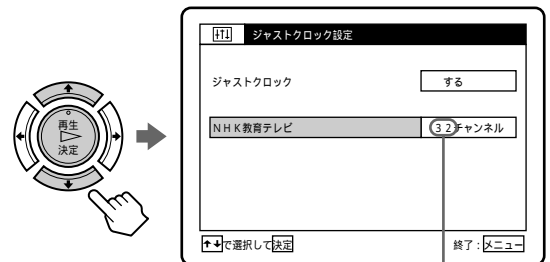 ジャストクロック設定
ジャストクロック
する
NHK教育テレビ
32チャンネル
再生
決定
↑↓で選択して決定
終了:メニュー